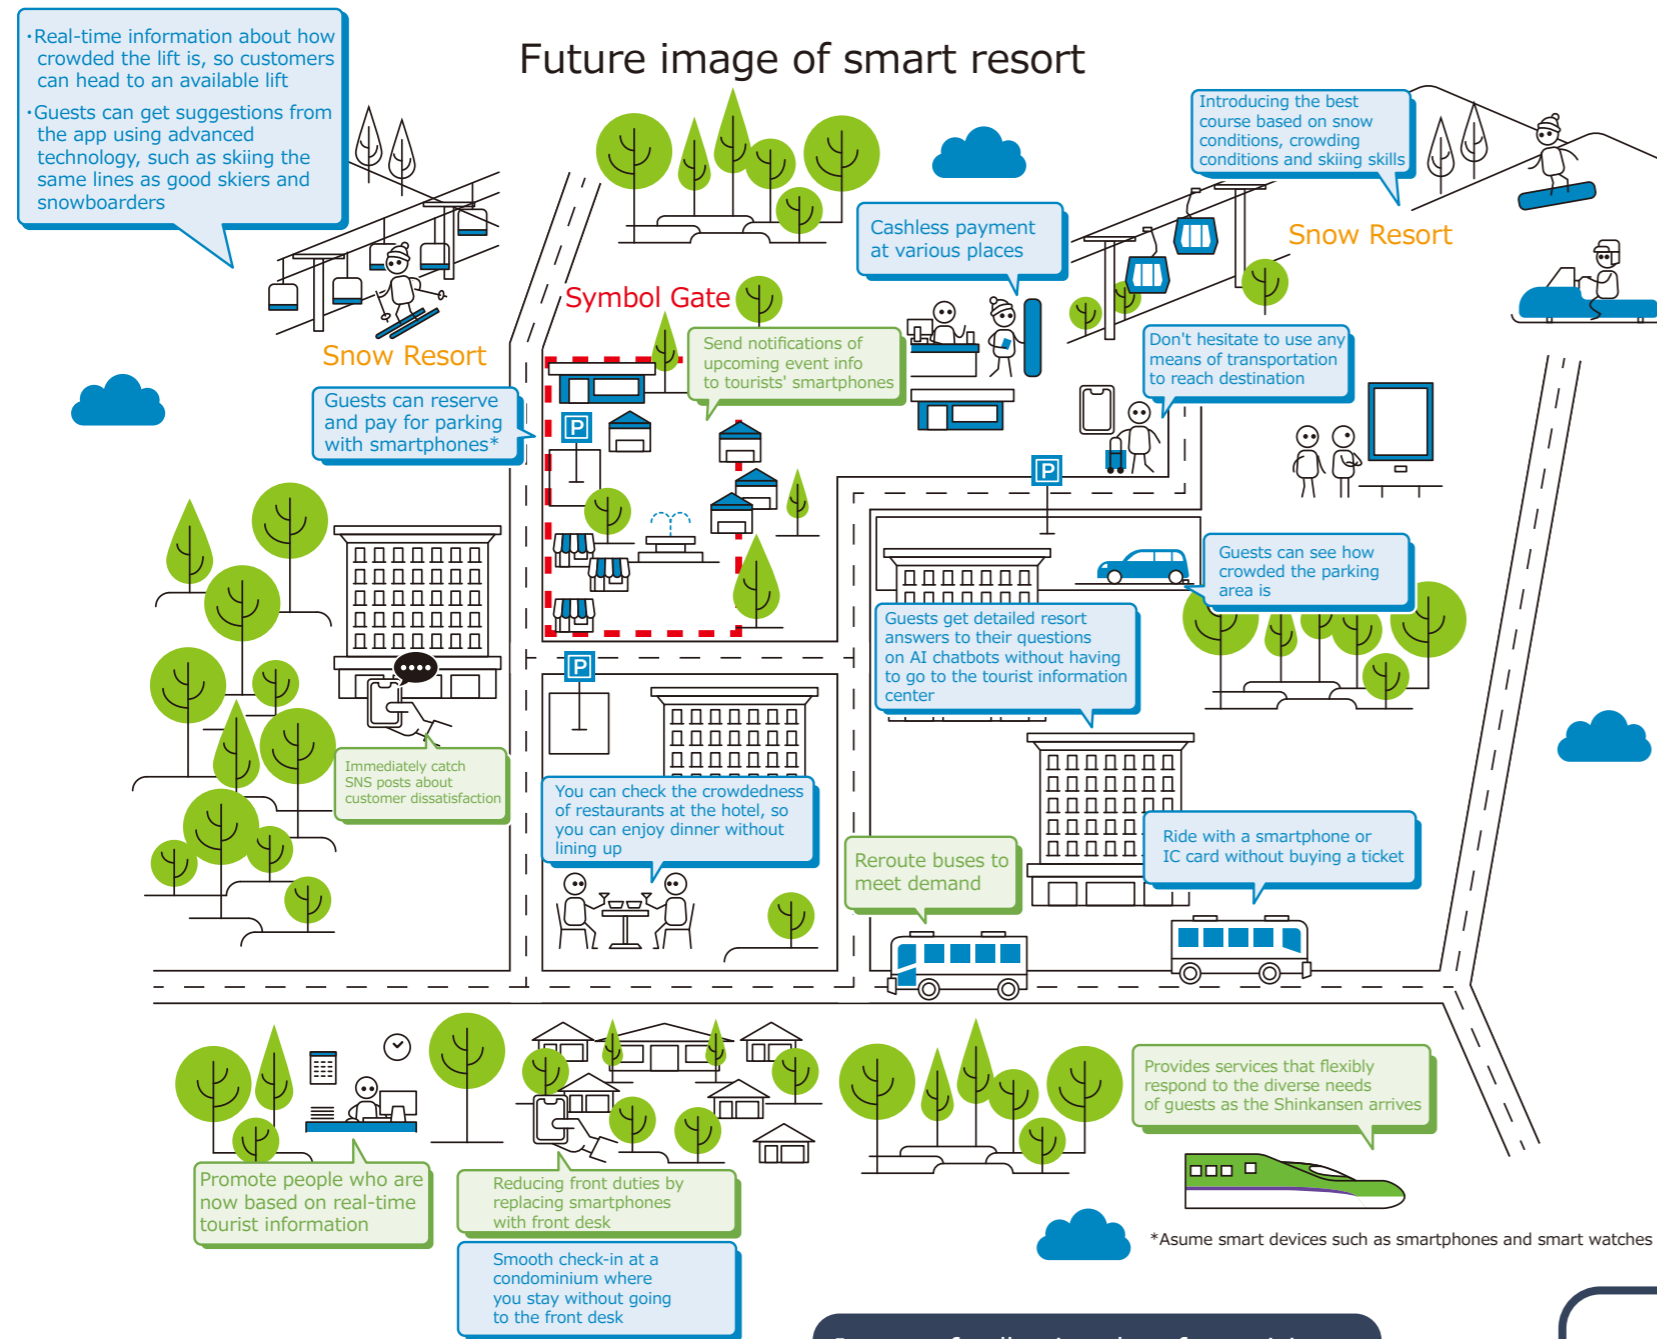 Future image of smart resort
・Real-time information about how
crowded the lift is, so customers
can head to an available lift
・Guests can get suggestions from
the app using advanced
technology, such as skiing the
same lines as good skiers and
snowboarders
Introducing the best
course based on snow
conditions, crowding
conditions and skiing skills
Cashless payment
at various places
Snow Resort
Symbol Gate
Snow Resort
Send notifications of
upcoming event info
to tourists' smartphones
Don't hesitate to use any
means of transportation
to reach destination
Guests can reserve
and pay for parking
with smartphones*
P
P
Guests can see how
crowded the parking
area is
Guests get detailed resort
answers to their questions
on AI chatbots without having
to go to the tourist information
center
P
Immediately catch
SNS posts about
customer dissatisfaction
You can check the crowdedness
of restaurants at the hotel, so
you can enjoy dinner without
lining up
Reroute buses to
meet demand
Ride with a smartphone or
IC card without buying a ticket
Provides services that flexibly
respond to the diverse needs
of guests as the Shinkansen arrives
Promote people who are
now based on real-time
tourist information
Reducing front duties by
replacing smartphones
with front desk
Smooth check-in at a
condominium where
you stay without going
to the front desk
*Asume smart devices such as smartphones and smart watches